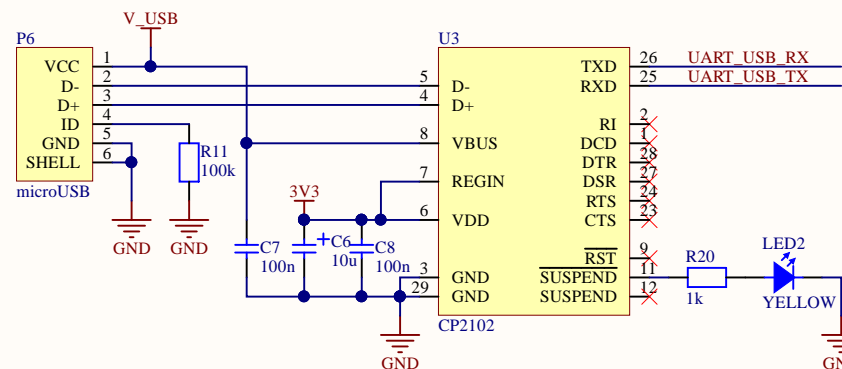 V_USB
P6
VCC 1
D- 2
D+ 3
ID 4
GND 5
SHELL 6
microUSB
R11
100k
GND
GND
3V3
C7
100n
C6
10u
C8
100n
GND
U3
5 D-
4 D+
8 VBUS
7 REGIN
6 VDD
3 GND
29 GND
TXD 26
RXD 25
RI 2
DCD 1
DTR 28
DSR 27
RTS 24
CTS 23
RST 9
SUSPEND 11
SUSPEND 12
CP2102
UART_USB_RX
UART_USB_TX
R20
1k
LED2
YELLOW